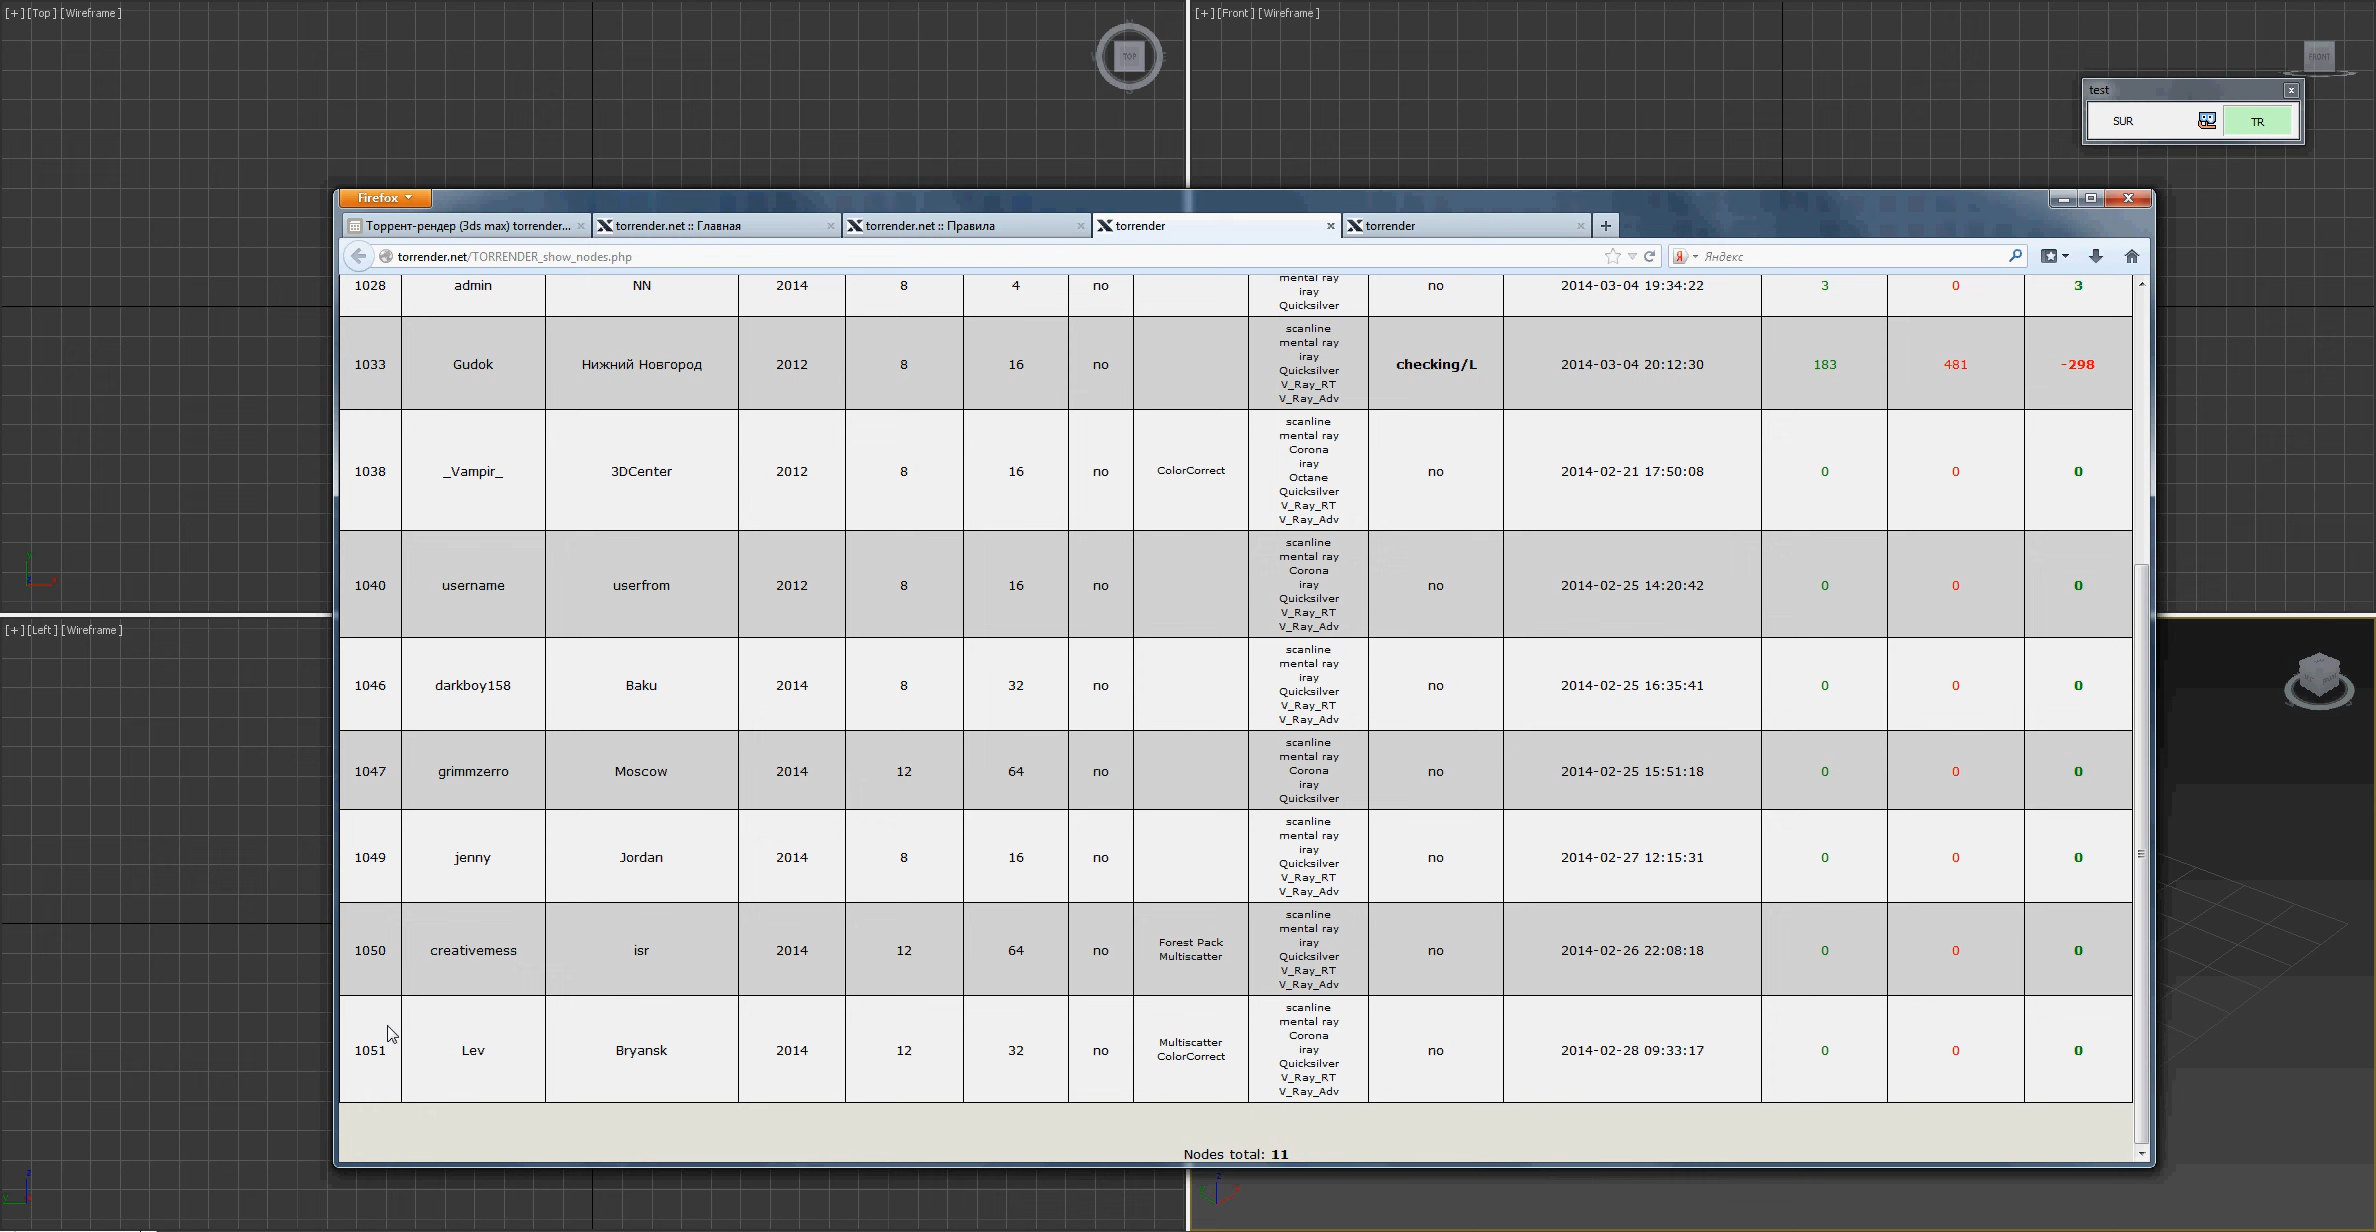 [+] [Top] [Wireframe]
[+] [Front] [Wireframe]
TOP
FRONT
test
SUR TR
Firefox
Торрент-рендер (3ds max) torrender...
torrender.net :: Главная
torrender.net :: Правила
torrender
torrender
torrender.net/TORRENDER_show_nodes.php
Яндекс
1028 admin NN 2014 8 4 no
mental ray
iray
Quicksilver
no 2014-03-04 19:34:22 3 0 3
1033 Gudok Нижний Новгород 2012 8 16 no
scanline
mental ray
iray
Quicksilver
V_Ray_RT
V_Ray_Adv
checking/L 2014-03-04 20:12:30 183 481 -298
1038 _Vampir_ 3DCenter 2012 8 16 no ColorCorrect
scanline
mental ray
Corona
iray
Octane
Quicksilver
V_Ray_RT
V_Ray_Adv
no 2014-02-21 17:50:08 0 0 0
1040 username userfrom 2012 8 16 no
scanline
mental ray
Corona
iray
Quicksilver
V_Ray_RT
V_Ray_Adv
no 2014-02-25 14:20:42 0 0 0
1046 darkboy158 Baku 2014 8 32 no
scanline
mental ray
iray
Quicksilver
V_Ray_RT
V_Ray_Adv
no 2014-02-25 16:35:41 0 0 0
1047 grimmzerro Moscow 2014 12 64 no
scanline
mental ray
Corona
iray
Quicksilver
no 2014-02-25 15:51:18 0 0 0
1049 jenny Jordan 2014 8 16 no
scanline
mental ray
iray
Quicksilver
V_Ray_RT
V_Ray_Adv
no 2014-02-27 12:15:31 0 0 0
1050 creativemess isr 2014 12 64 no
Forest Pack
Multiscatter
scanline
mental ray
iray
Quicksilver
V_Ray_RT
V_Ray_Adv
no 2014-02-26 22:08:18 0 0 0
1051 Lev Bryansk 2014 12 32 no
Multiscatter
ColorCorrect
scanline
mental ray
Corona
iray
Quicksilver
V_Ray_RT
V_Ray_Adv
no 2014-02-28 09:33:17 0 0 0
Nodes total: 11
[+] [Left] [Wireframe]